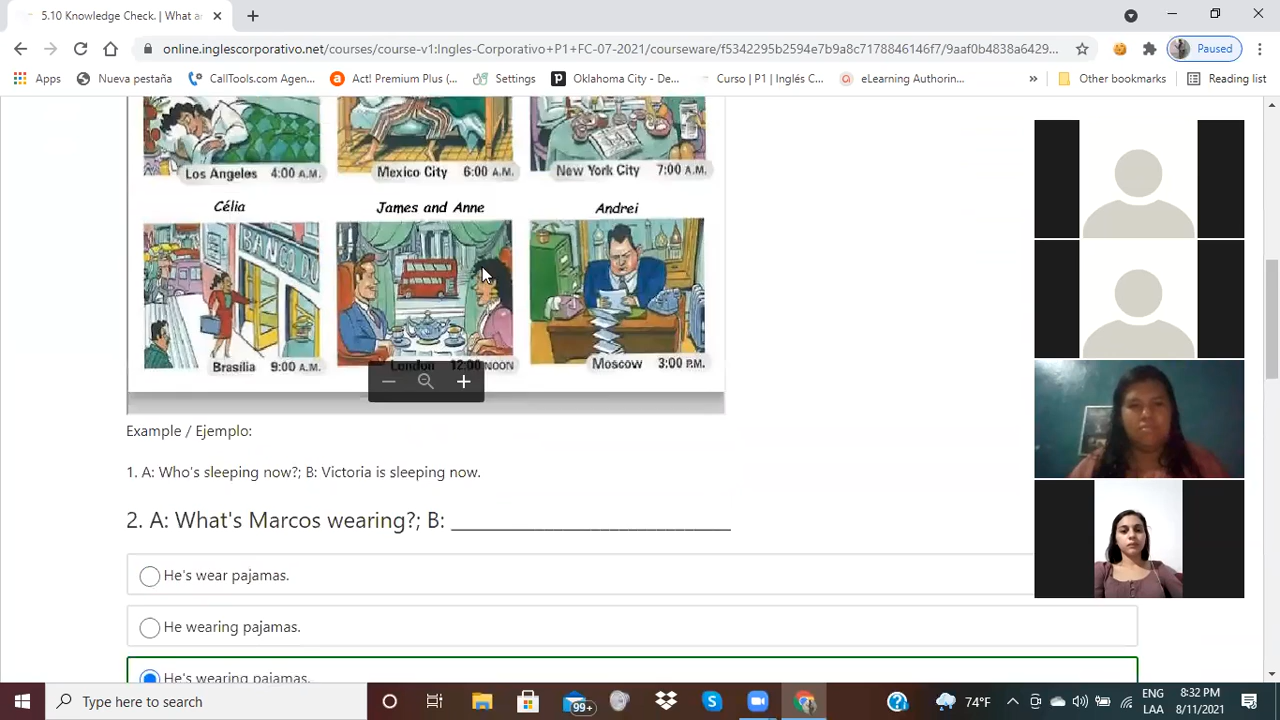 5.10 Knowledge Check. | What a
online.inglescorporativo.net/courses/course-v1:Ingles-Corporativo+P1+FC-07-2021/courseware/f5342295b2594e7b9a8c7178846146f7/9aaf0b4838a6429...
Paused
Apps
Nueva pestaña
CallTools.com Agen...
Act! Premium Plus (...
Settings
Oklahoma City - De...
Curso | P1 | Inglés C...
eLearning Authorin...
»
Other bookmarks
Reading list
Los Angeles 4:00 A.M.
Mexico City 6:00 A.M.
New York City 7:00 A.M.
Célia
James and Anne
Andrei
BANCO DU
Brasília 9:00 A.M.
London 12:00 NOON
Moscow 3:00 P.M.
Example / Ejemplo:
1. A: Who's sleeping now?; B: Victoria is sleeping now.
2. A: What's Marcos wearing?; B: ____________________________
He's wear pajamas.
He wearing pajamas.
He's wearing pajamas.
Type here to search
99+
74°F
ENG
LAA
8:32 PM
8/11/2021